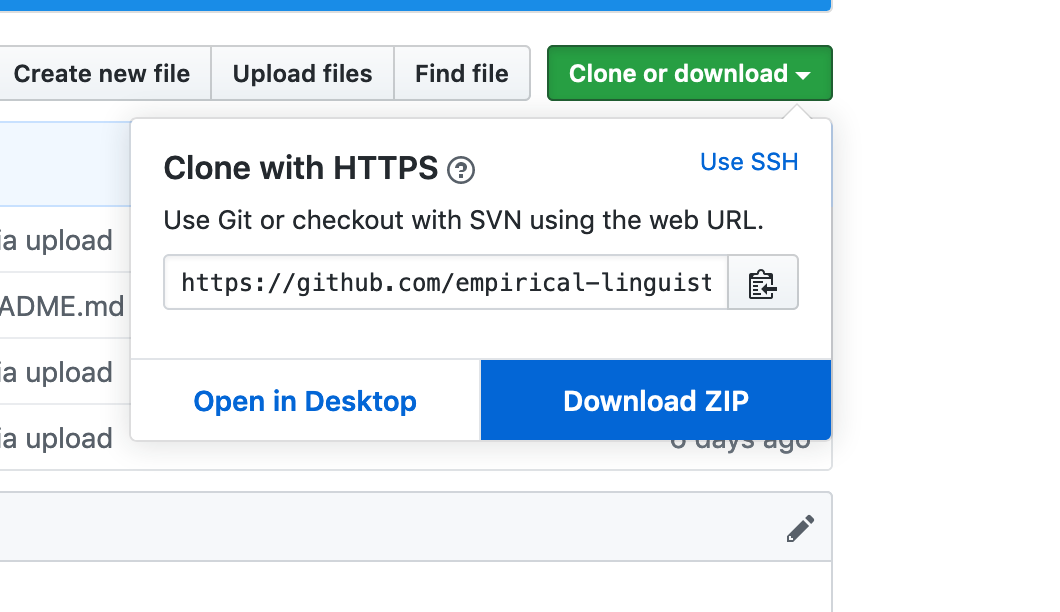 Create new file
Upload files
Find file
Clone or download
Clone with HTTPS ?
Use SSH
Use Git or checkout with SVN using the web URL.
https://github.com/empirical-linguist
ia upload
ADME.md
ia upload
Open in Desktop
Download ZIP
ia upload
6 days ago